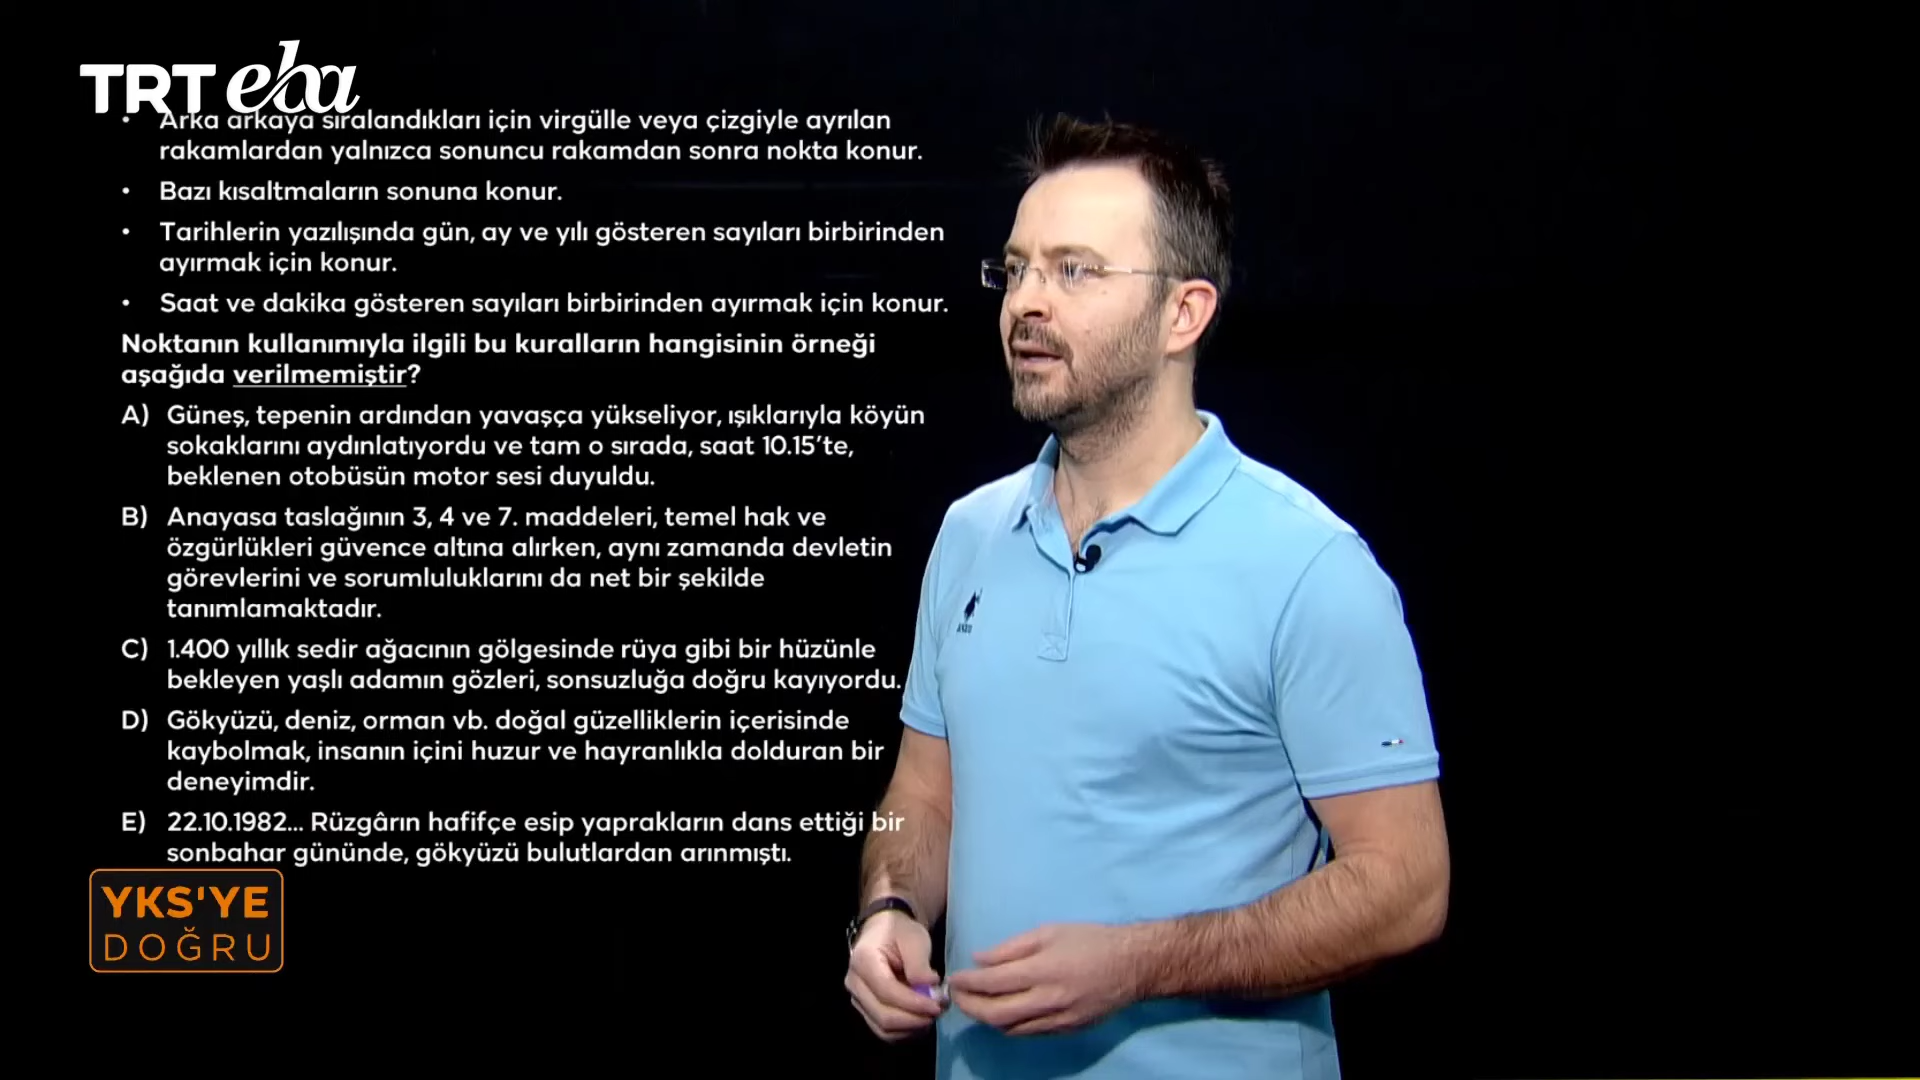 TRT eba
• Arka arkaya sıralandıkları için virgülle veya çizgiyle ayrılan
rakamlardan yalnızca sonuncu rakamdan sonra nokta konur.
• Bazı kısaltmaların sonuna konur.
• Tarihlerin yazılışında gün, ay ve yılı gösteren sayıları birbirinden
ayırmak için konur.
• Saat ve dakika gösteren sayıları birbirinden ayırmak için konur.
Noktanın kullanımıyla ilgili bu kuralların hangisinin örneği
aşağıda verilmemiştir?
A) Güneş, tepenin ardından yavaşça yükseliyor, ışıklarıyla köyün
sokaklarını aydınlatıyordu ve tam o sırada, saat 10.15’te,
beklenen otobüsün motor sesi duyuldu.
B) Anayasa taslağının 3, 4 ve 7. maddeleri, temel hak ve
özgürlükleri güvence altına alırken, aynı zamanda devletin
görevlerini ve sorumluluklarını da net bir şekilde
tanımlamaktadır.
C) 1.400 yıllık sedir ağacının gölgesinde rüya gibi bir hüzünle
bekleyen yaşlı adamın gözleri, sonsuzluğa doğru kayıyordu.
D) Gökyüzü, deniz, orman vb. doğal güzelliklerin içerisinde
kaybolmak, insanın içini huzur ve hayranlıkla dolduran bir
deneyimdir.
E) 22.10.1982... Rüzgârın hafifçe esip yaprakların dans ettiği bir
sonbahar gününde, gökyüzü bulutlardan arınmıştı.
YKS'YE
DOĞRU